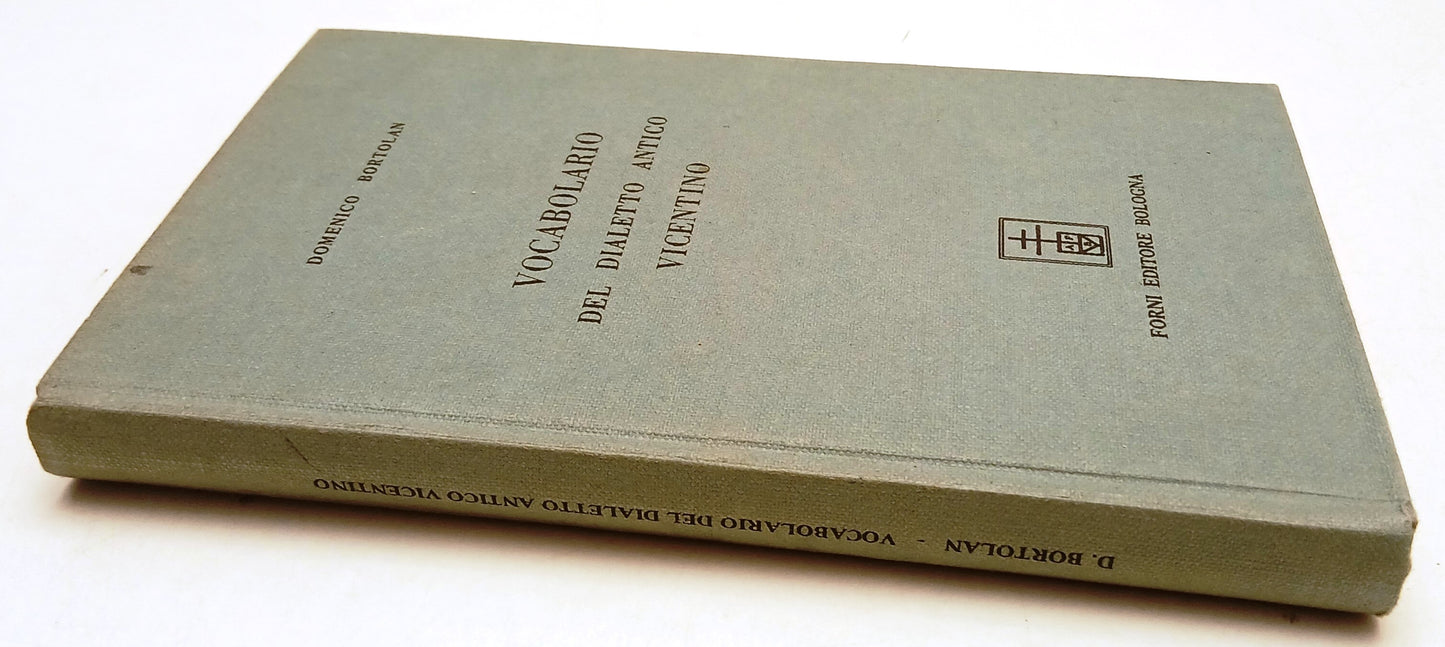 DOMENICO BORTOLAN
VOCABOLARIO
DEL DIALETTO ANTICO
VICENTINO
FORNI EDITORE BOLOGNA
D. BORTOLAN - VOCABOLARIO DEL DIALETTO ANTICO VICENTINO